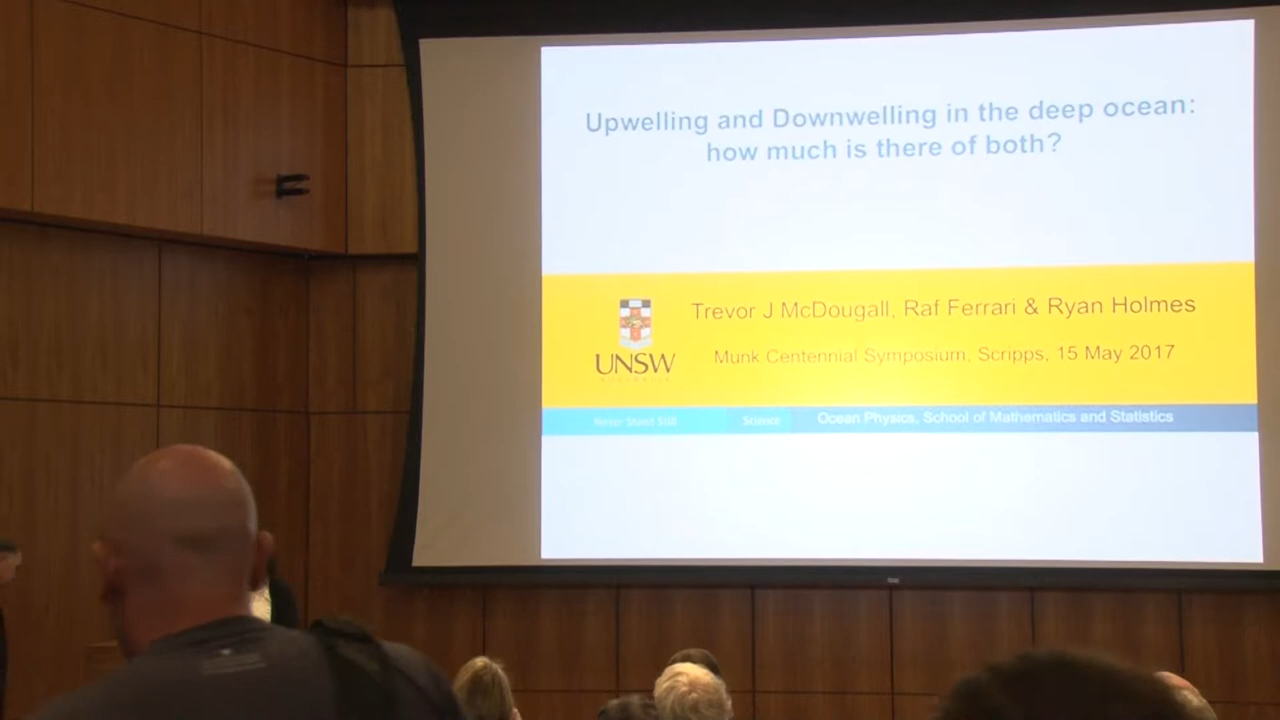 Upwelling and Downwelling in the deep ocean:
how much is there of both?
Trevor J McDougall, Raf Ferrari & Ryan Holmes
UNSW
AUSTRALIA
Munk Centennial Symposium, Scripps, 15 May 2017
Never Stand Still
Science
Ocean Physics, School of Mathematics and Statistics